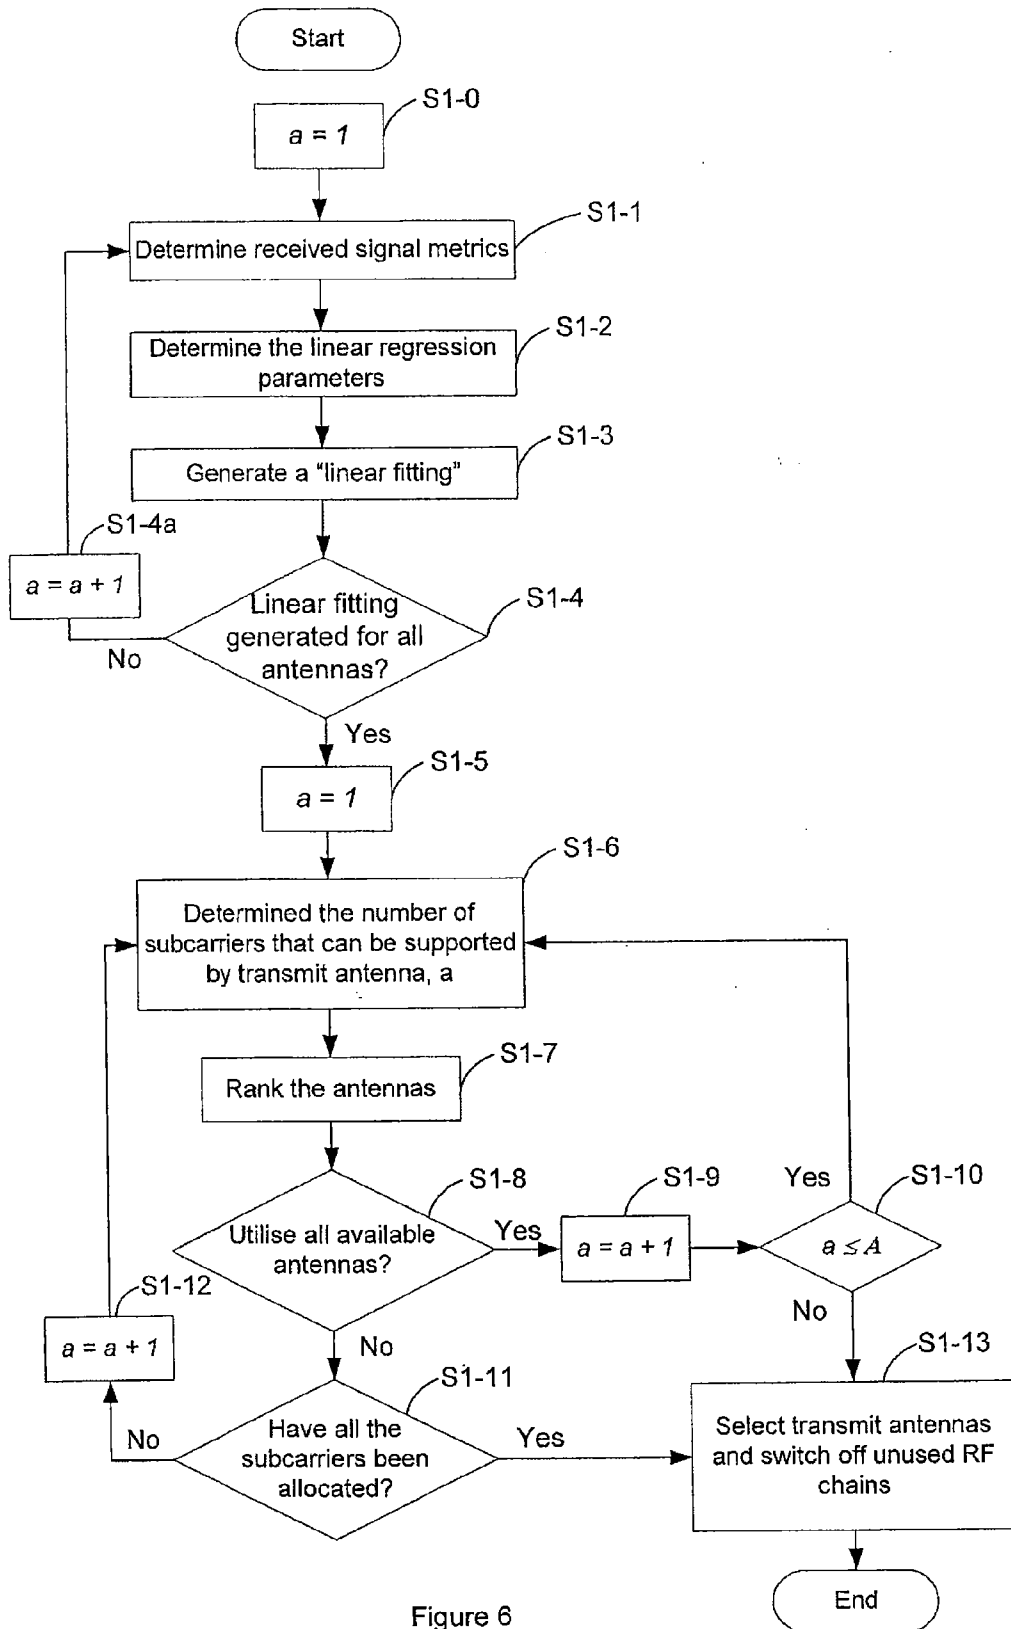 Start
S1-0
a = 1
S1-1
Determine received signal metrics
S1-2
Determine the linear regression
parameters
S1-3
Generate a "linear fitting"
S1-4a
a = a + 1
S1-4
Linear fitting
generated for all
antennas?
No
Yes
S1-5
a = 1
S1-6
Determined the number of
subcarriers that can be supported
by transmit antenna, a
S1-7
Rank the antennas
S1-8
Utilise all available
antennas?
Yes
S1-9
a = a + 1
Yes
S1-10
a ≤ A
No
S1-12
a = a + 1
No
S1-11
Have all the
subcarriers been
allocated?
No
Yes
S1-13
Select transmit antennas
and switch off unused RF
chains
End
Figure 6